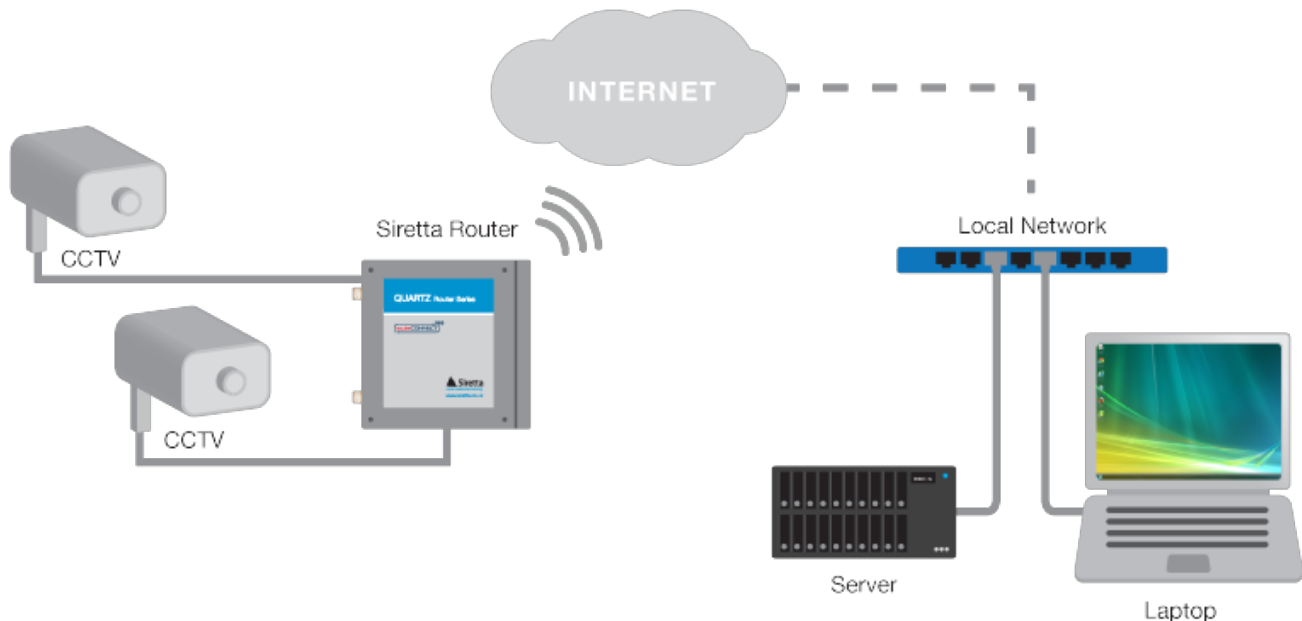 INTERNET
Siretta Router
Local Network
CCTV
QUARTZ Router Series
Siretta
CCTV
Server
Laptop